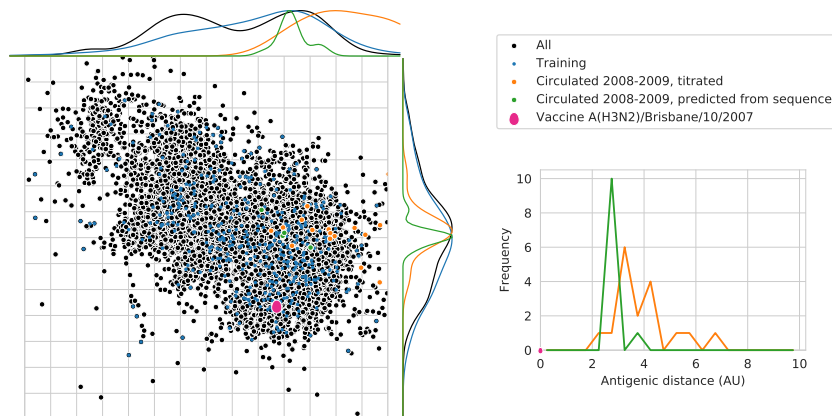 All
Training
Circulated 2008-2009, titrated
Circulated 2008-2009, predicted from sequence
Vaccine A(H3N2)/Brisbane/10/2007
10
8
6
4
2
0
Frequency
0 2 4 6 8 10
Antigenic distance (AU)